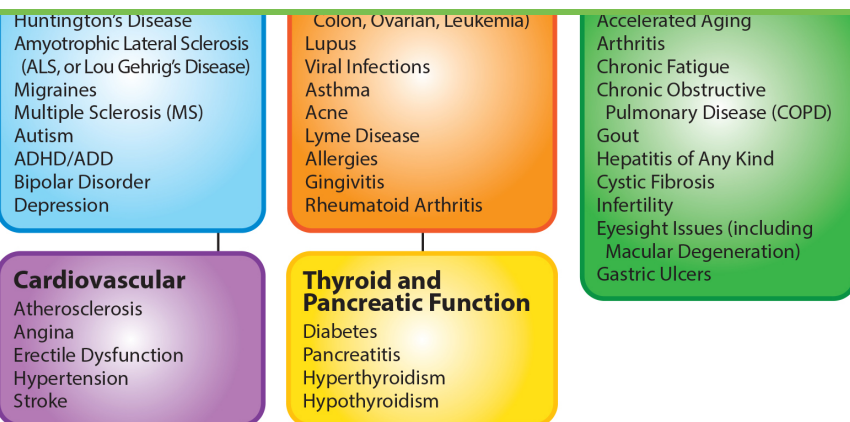 Huntington's Disease
Amyotrophic Lateral Sclerosis
(ALS, or Lou Gehrig's Disease)
Migraines
Multiple Sclerosis (MS)
Autism
ADHD/ADD
Bipolar Disorder
Depression
Colon, Ovarian, Leukemia)
Lupus
Viral Infections
Asthma
Acne
Lyme Disease
Allergies
Gingivitis
Rheumatoid Arthritis
Accelerated Aging
Arthritis
Chronic Fatigue
Chronic Obstructive
Pulmonary Disease (COPD)
Gout
Hepatitis of Any Kind
Cystic Fibrosis
Infertility
Eyesight Issues (including
Macular Degeneration)
Gastric Ulcers
Cardiovascular
Atherosclerosis
Angina
Erectile Dysfunction
Hypertension
Stroke
Thyroid and
Pancreatic Function
Diabetes
Pancreatitis
Hyperthyroidism
Hypothyroidism